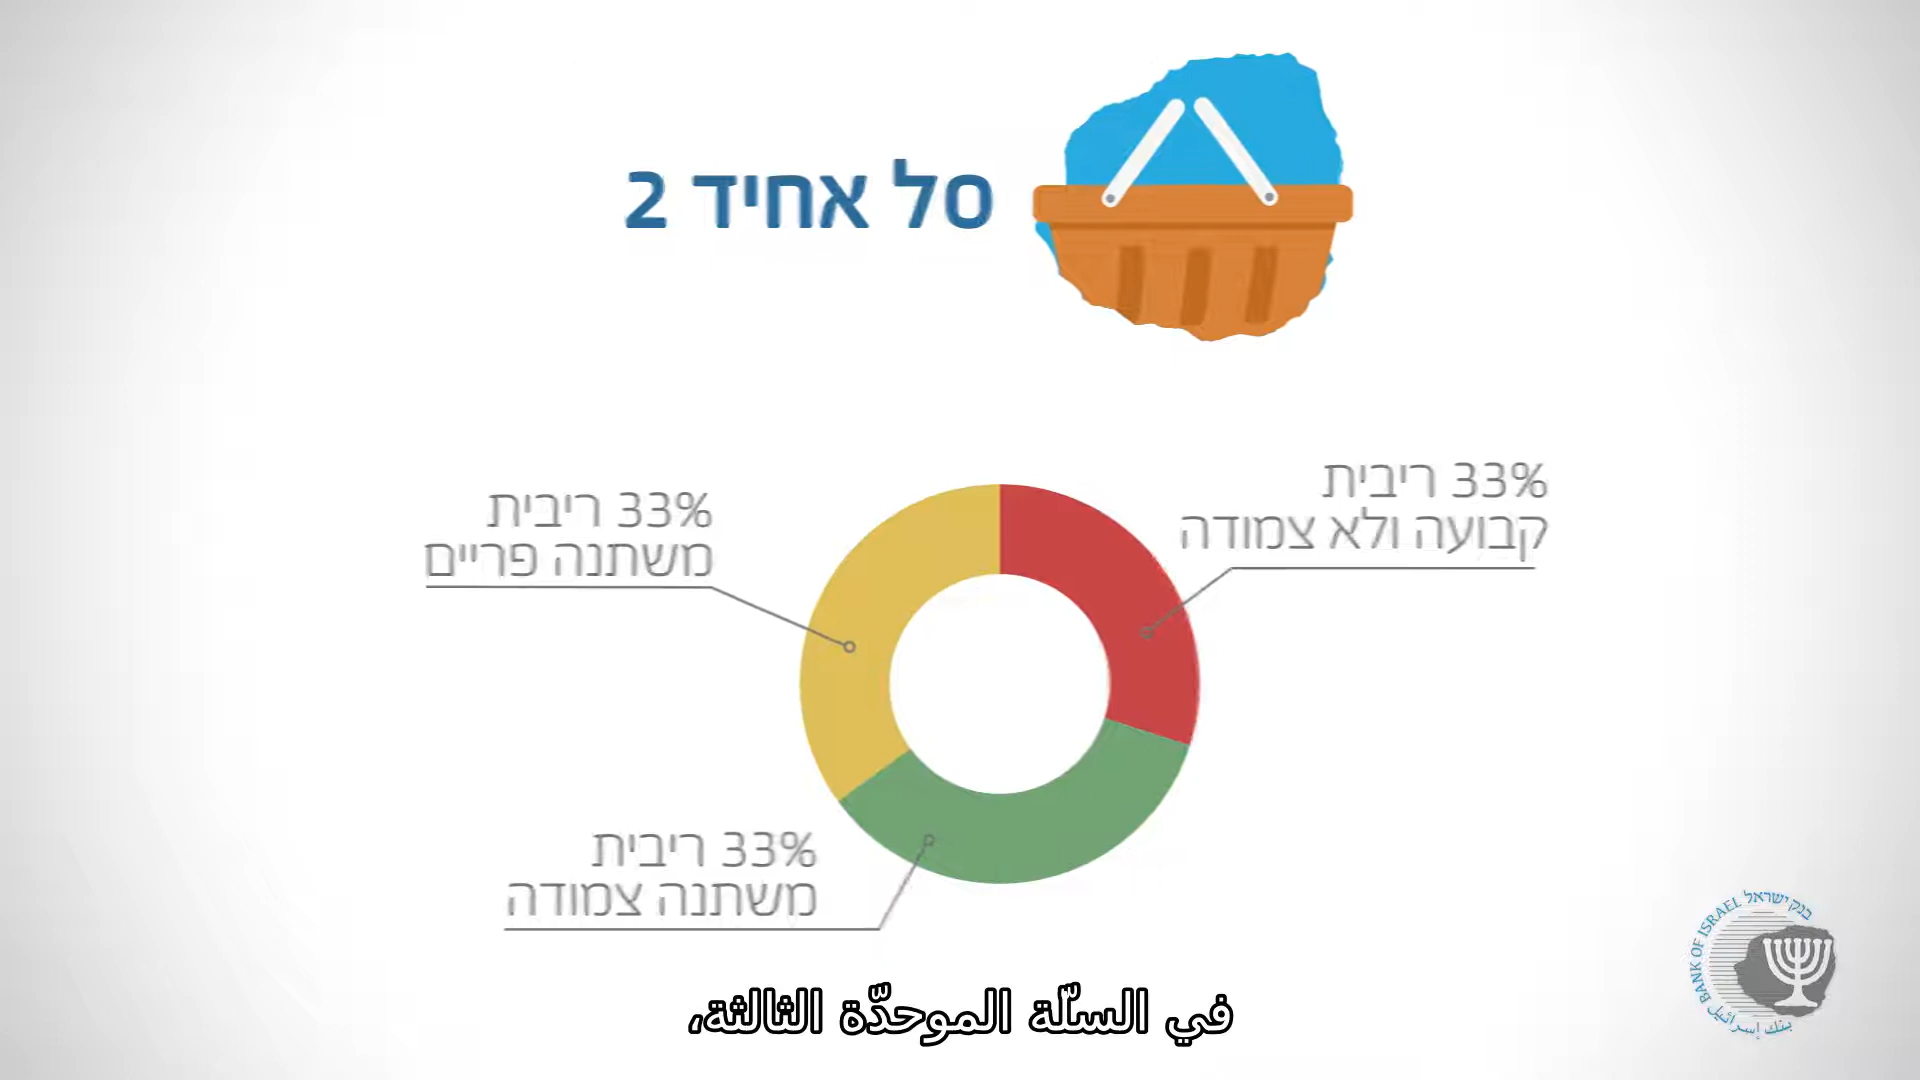 סל אחיד 2
33% ריבית
קבועה ולא צמודה
33% ריבית
משתנה פריים
33% ריבית
משתנה צמודה
في السلّة الموحدّة الثالثة،
בנק ישראל
BANK OF ISRAEL
بنك إسرائيل